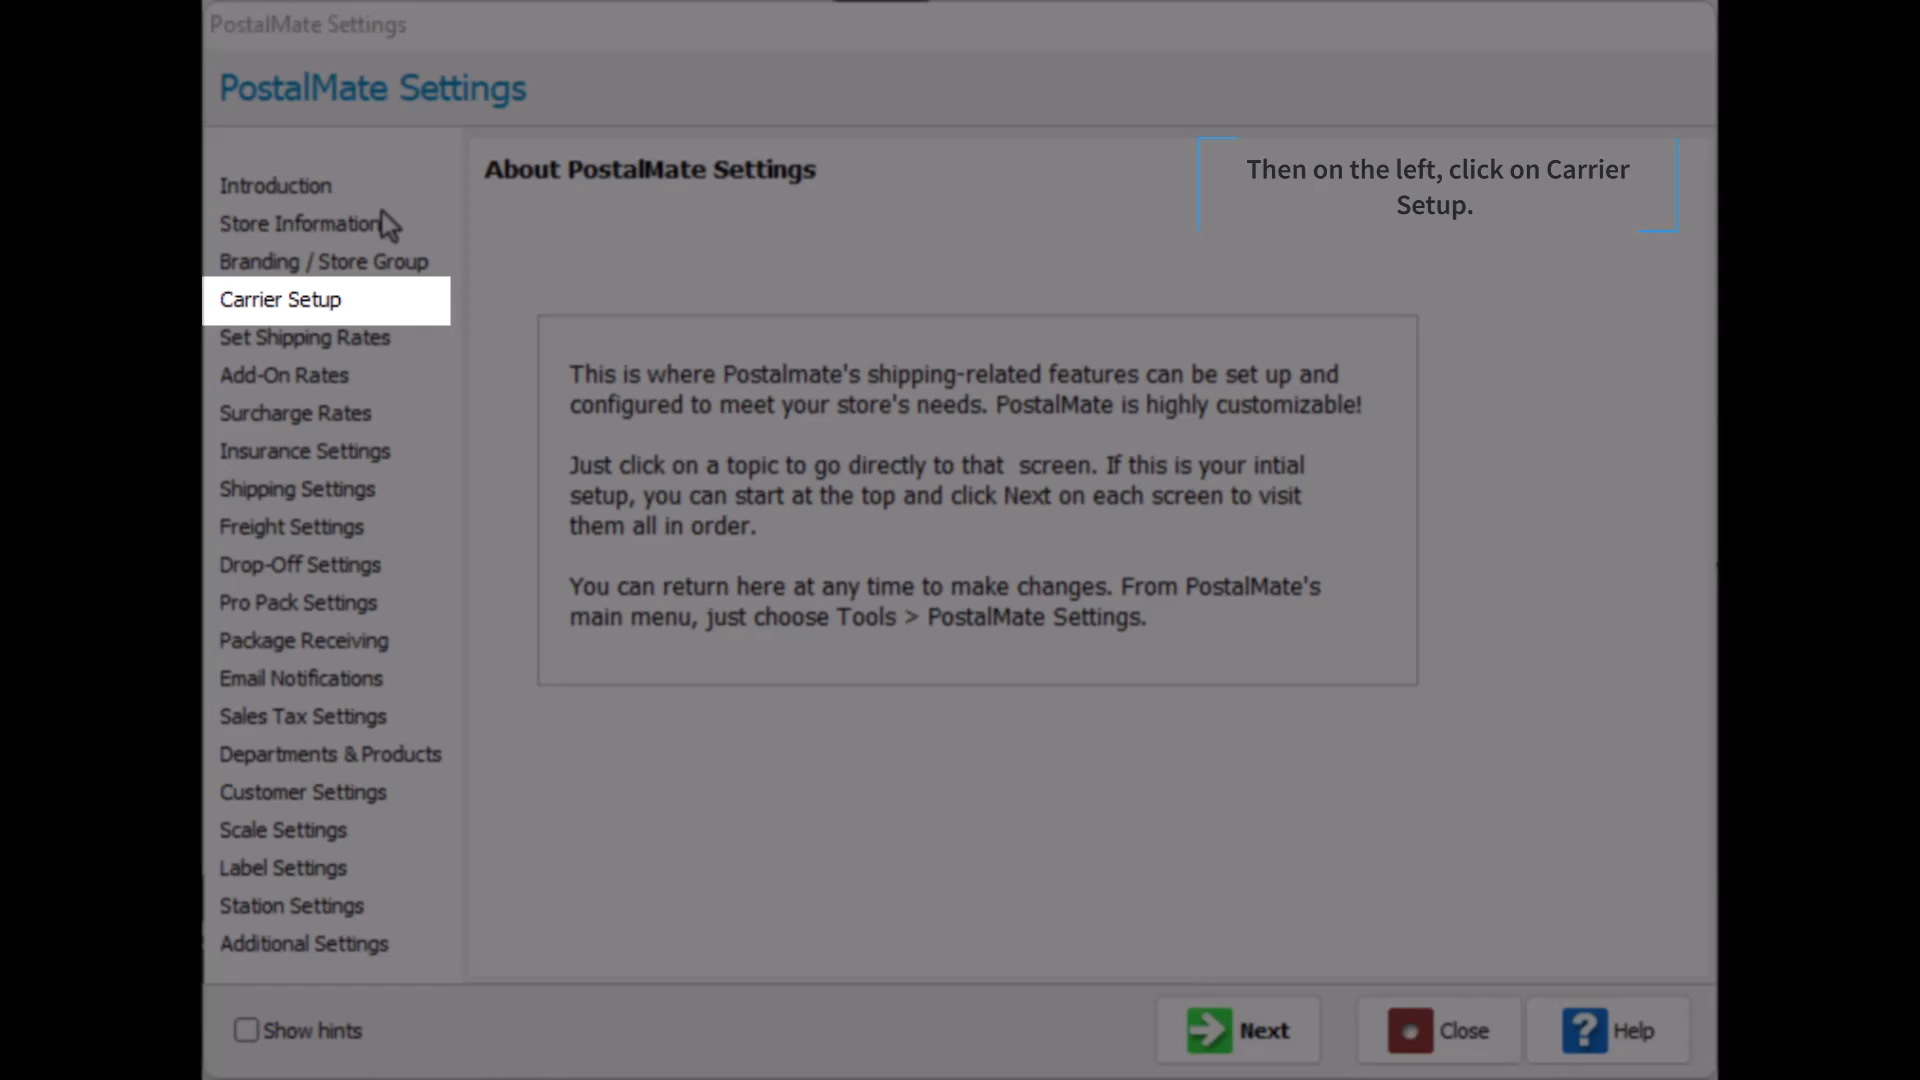 PostalMate Settings
PostalMate Settings
Introduction
Store Information
Branding / Store Group
Carrier Setup
Set Shipping Rates
Add-On Rates
Surcharge Rates
Insurance Settings
Shipping Settings
Freight Settings
Drop-Off Settings
Pro Pack Settings
Package Receiving
Email Notifications
Sales Tax Settings
Departments & Products
Customer Settings
Scale Settings
Label Settings
Station Settings
Additional Settings
About PostalMate Settings
Then on the left, click on Carrier
Setup.
This is where Postalmate's shipping-related features can be set up and
configured to meet your store's needs. PostalMate is highly customizable!
Just click on a topic to go directly to that screen. If this is your intial
setup, you can start at the top and click Next on each screen to visit
them all in order.
You can return here at any time to make changes. From PostalMate's
main menu, just choose Tools > PostalMate Settings.
Show hints
Next
Close
Help